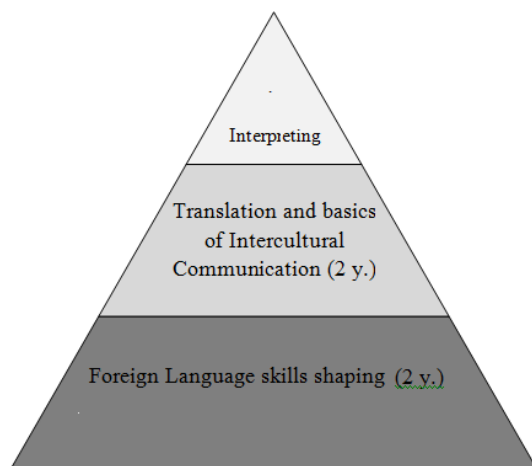 Interpreting
Translation and basics
of Intercultural
Communication (2 y.)
Foreign Language skills shaping (2 y.)